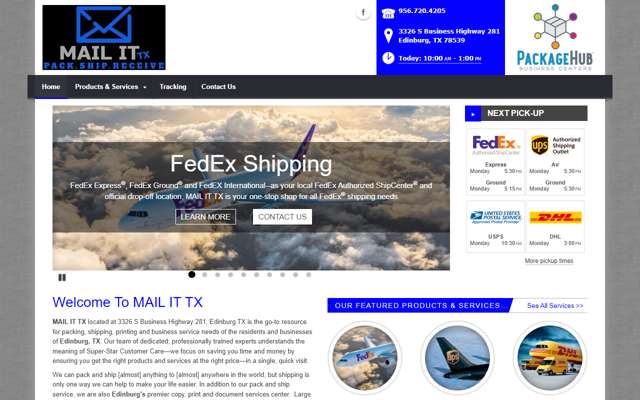 MAIL IT TX
PACK.SHIP.RECEIVE
f
956.720.4205
3326 S Business Highway 281
Edinburg, TX 78539
Today: 10:00 AM - 1:00 PM
PACKAGEHUB
BUSINESS CENTERS
Home
Products & Services
Tracking
Contact Us
FedEx Shipping
FedEx Express®, FedEx Ground® and FedEX International--as your local FedEx Authorized ShipCenter® and
official drop-off location, MAIL IT TX is your one-stop shop for all FedEx® shipping needs.
LEARN MORE
CONTACT US
NEXT PICK-UP
FedEx
Authorized ShipCenter
Express
Monday 5:30 PM
Ground
Monday 5:15 PM
ups
Authorized
Shipping
Outlet
Air
Monday 5:30 PM
Ground
Monday 5:30 PM
UNITED STATES
POSTAL SERVICE
Approved Postal Provider
USPS
Monday 10:30 AM
DHL
DHL
Monday 3:00 PM
More pickup times
Welcome To MAIL IT TX
MAIL IT TX located at 3326 S Business Highway 281, Edinburg TX is the go-to resource
for packing, shipping, printing and business service needs of the residents and businesses
of Edinburg, TX. Our team of dedicated, professionally trained experts understands the
meaning of Super-Star Customer Care—we focus on saving you time and money by
ensuring you get the right products and services at the right price—in a single, quick visit.
We can pack and ship [almost] anything to [almost] anywhere in the world, but shipping is
only one way we can help to make your life easier. In addition to our pack and ship
service, we are also Edinburg's premier copy, print and document services center. Large
OUR FEATURED PRODUCTS & SERVICES
See All Services >>